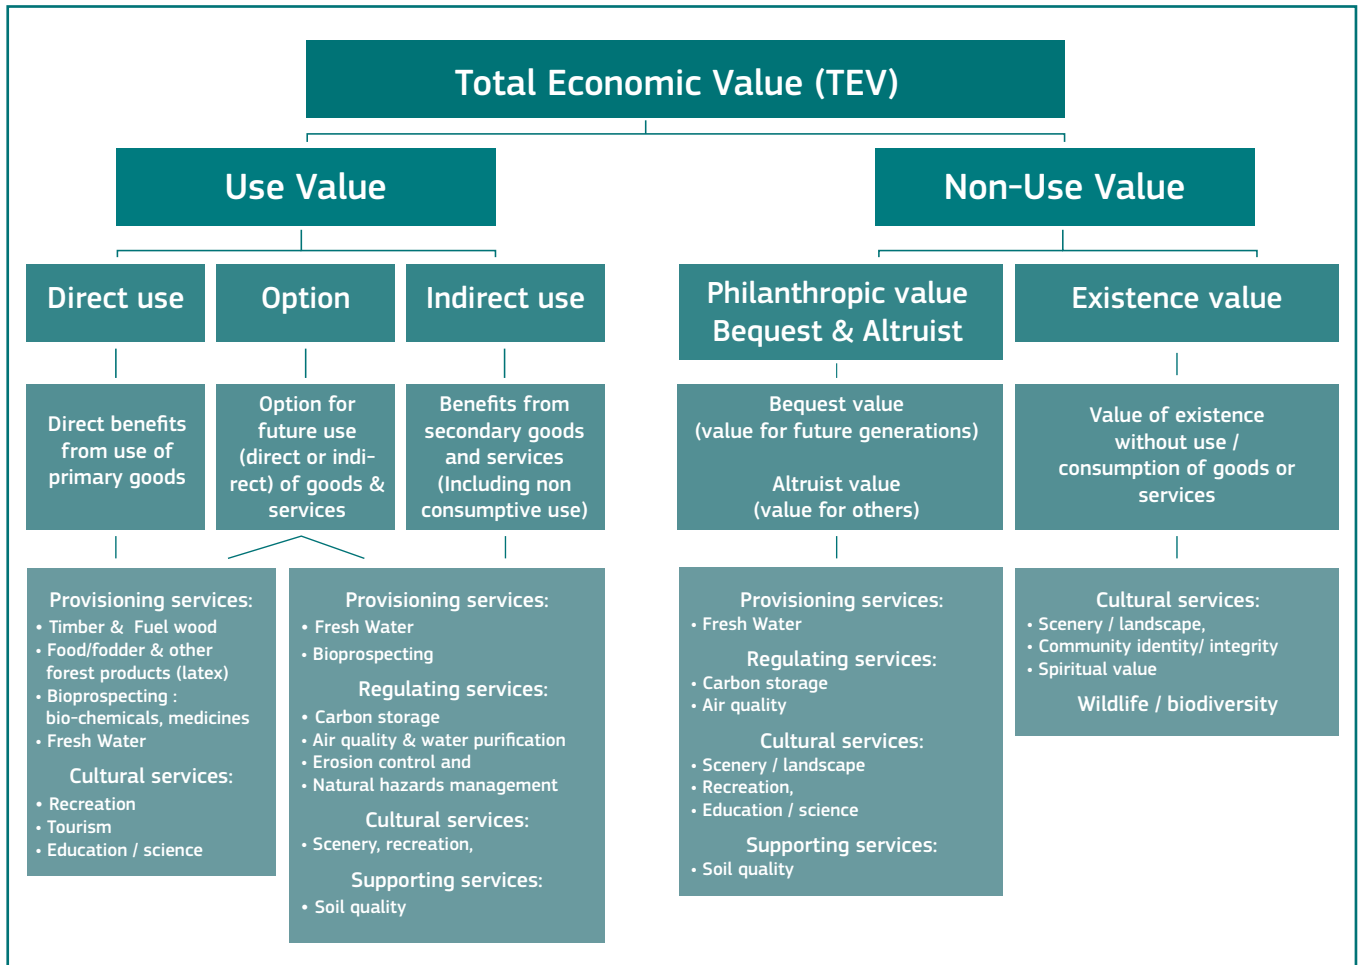 Total Economic Value (TEV)
Use Value
Non-Use Value
Direct use
Option
Indirect use
Philanthropic value
Bequest & Altruist
Existence value
Direct benefits
from use of
primary goods
Option for
future use
(direct or indi-
rect) of goods &
services
Benefits from
secondary goods
and services
(Including non
consumptive use)
Bequest value
(value for future generations)
Altruist value
(value for others)
Value of existence
without use /
consumption of goods or
services
Provisioning services:
• Timber & Fuel wood
• Food/fodder & other
forest products (latex)
• Bioprospecting :
bio-chemicals, medicines
• Fresh Water
Cultural services:
• Recreation
• Tourism
• Education / science
Provisioning services:
• Fresh Water
• Bioprospecting
Regulating services:
• Carbon storage
• Air quality & water purification
• Erosion control and
• Natural hazards management
Cultural services:
• Scenery, recreation,
Supporting services:
• Soil quality
Provisioning services:
• Fresh Water
Regulating services:
• Carbon storage
• Air quality
Cultural services:
• Scenery / landscape
• Recreation,
• Education / science
Supporting services:
• Soil quality
Cultural services:
• Scenery / landscape,
• Community identity/ integrity
• Spiritual value
Wildlife / biodiversity